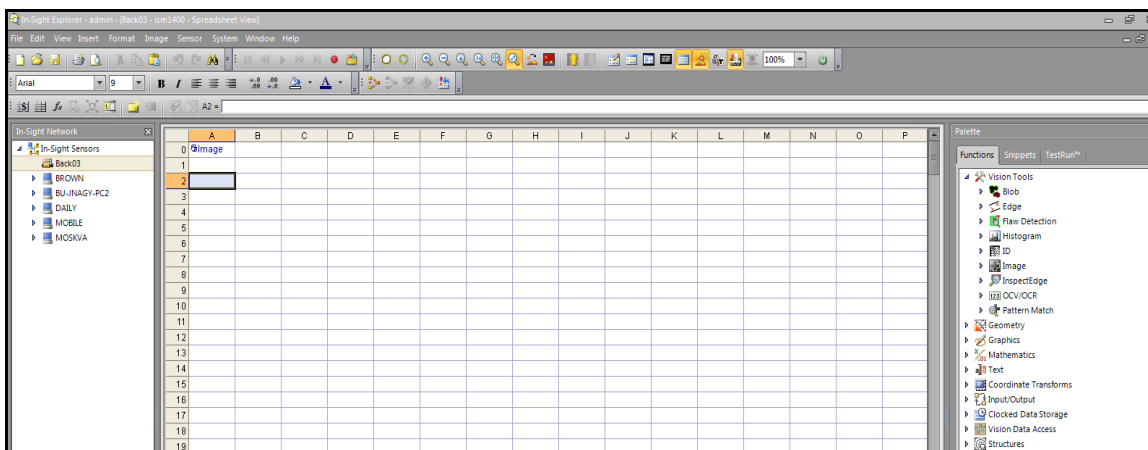 In-Sight Explorer - admin - [Back03 - ism1400 - Spreadsheet View]
File Edit View Insert Format Image Sensor System Window Help
100%
Arial 9 B I A
A2 =
In-Sight Network
In-Sight Sensors
Back03
BROWN
BU-JNAGY-PC2
DAILY
MOBILE
MOSKVA
A B C D E F G H I J K L M N O P
0 Image
1
2
3
4
5
6
7
8
9
10
11
12
13
14
15
16
17
18
19
Palette
Functions Snippets TestRun™
Vision Tools
Blob
Edge
Flaw Detection
Histogram
ID
Image
InspectEdge
OCV/OCR
Pattern Match
Geometry
Graphics
Mathematics
Text
Coordinate Transforms
Input/Output
Clocked Data Storage
Vision Data Access
Structures